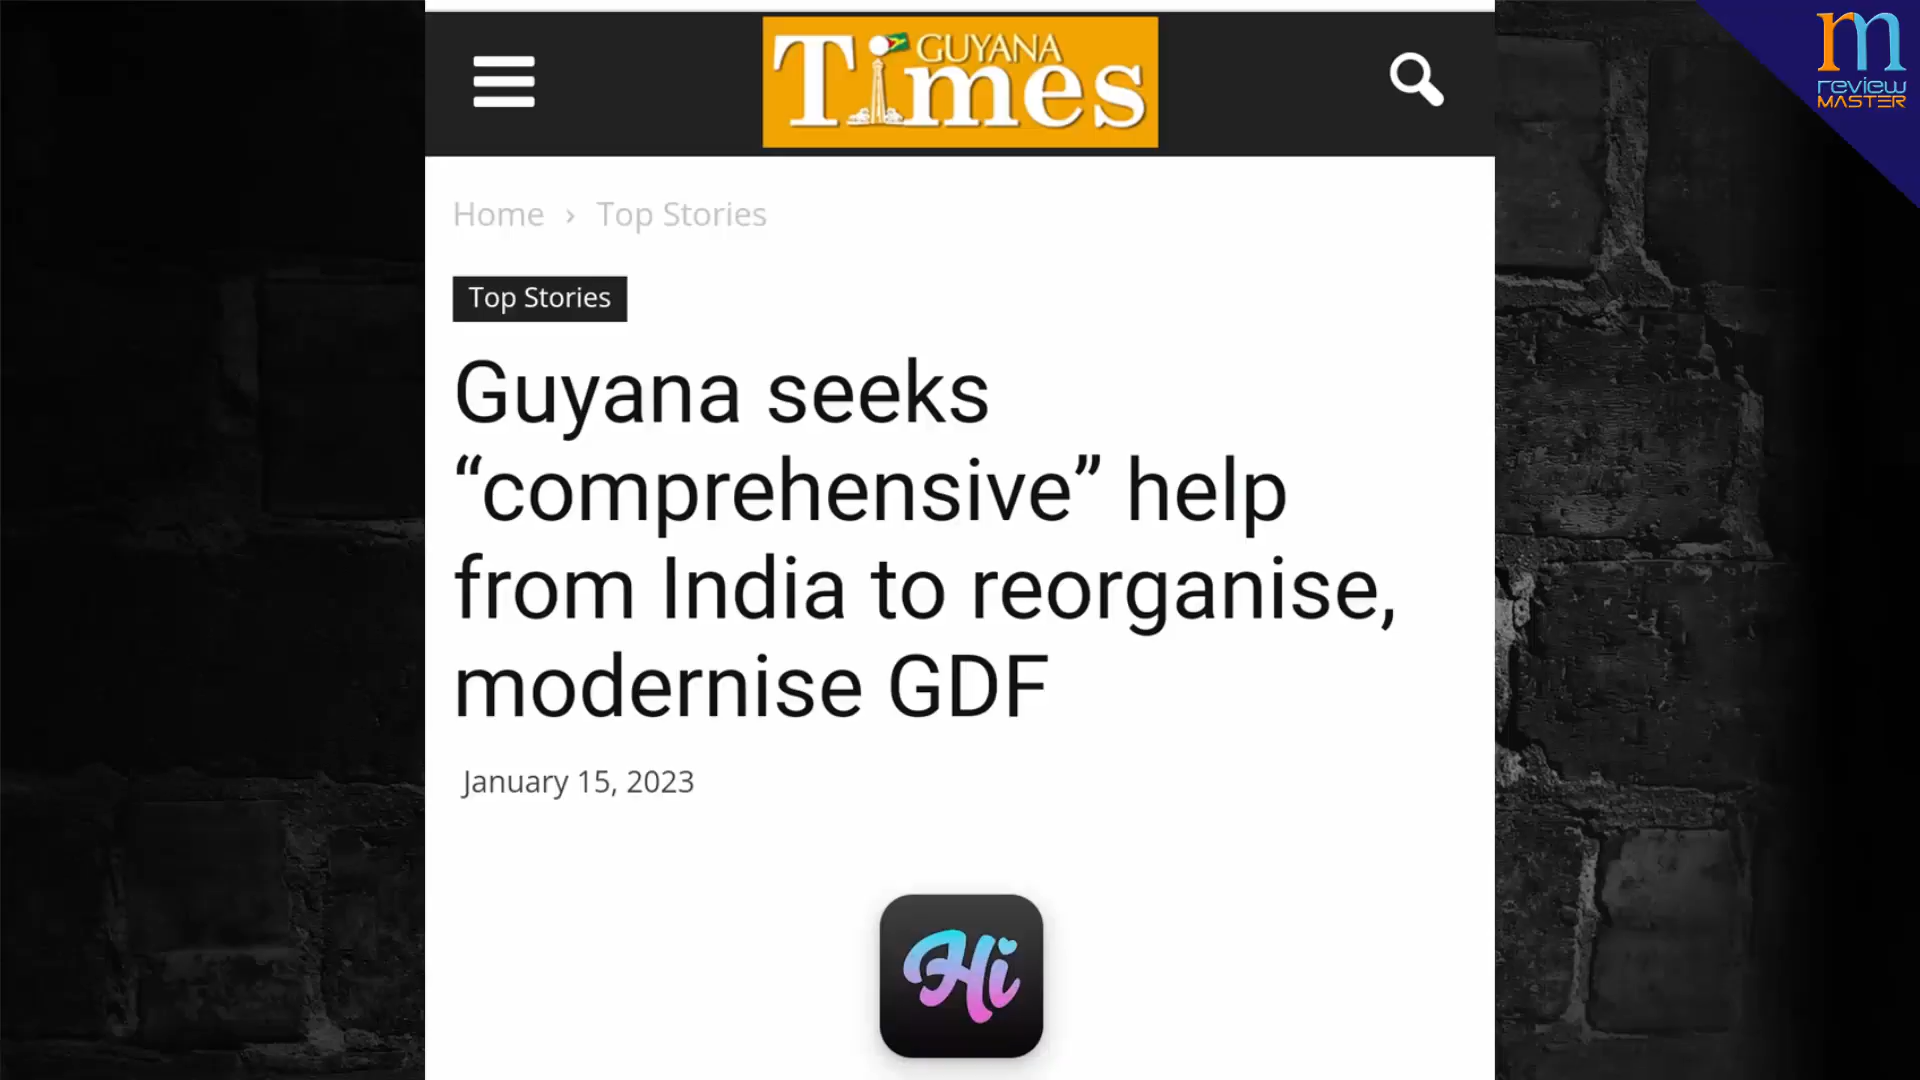 GUYANA
Times
review
MASTER
Home › Top Stories
Top Stories
Guyana seeks
“comprehensive” help
from India to reorganise,
modernise GDF
January 15, 2023
Hi